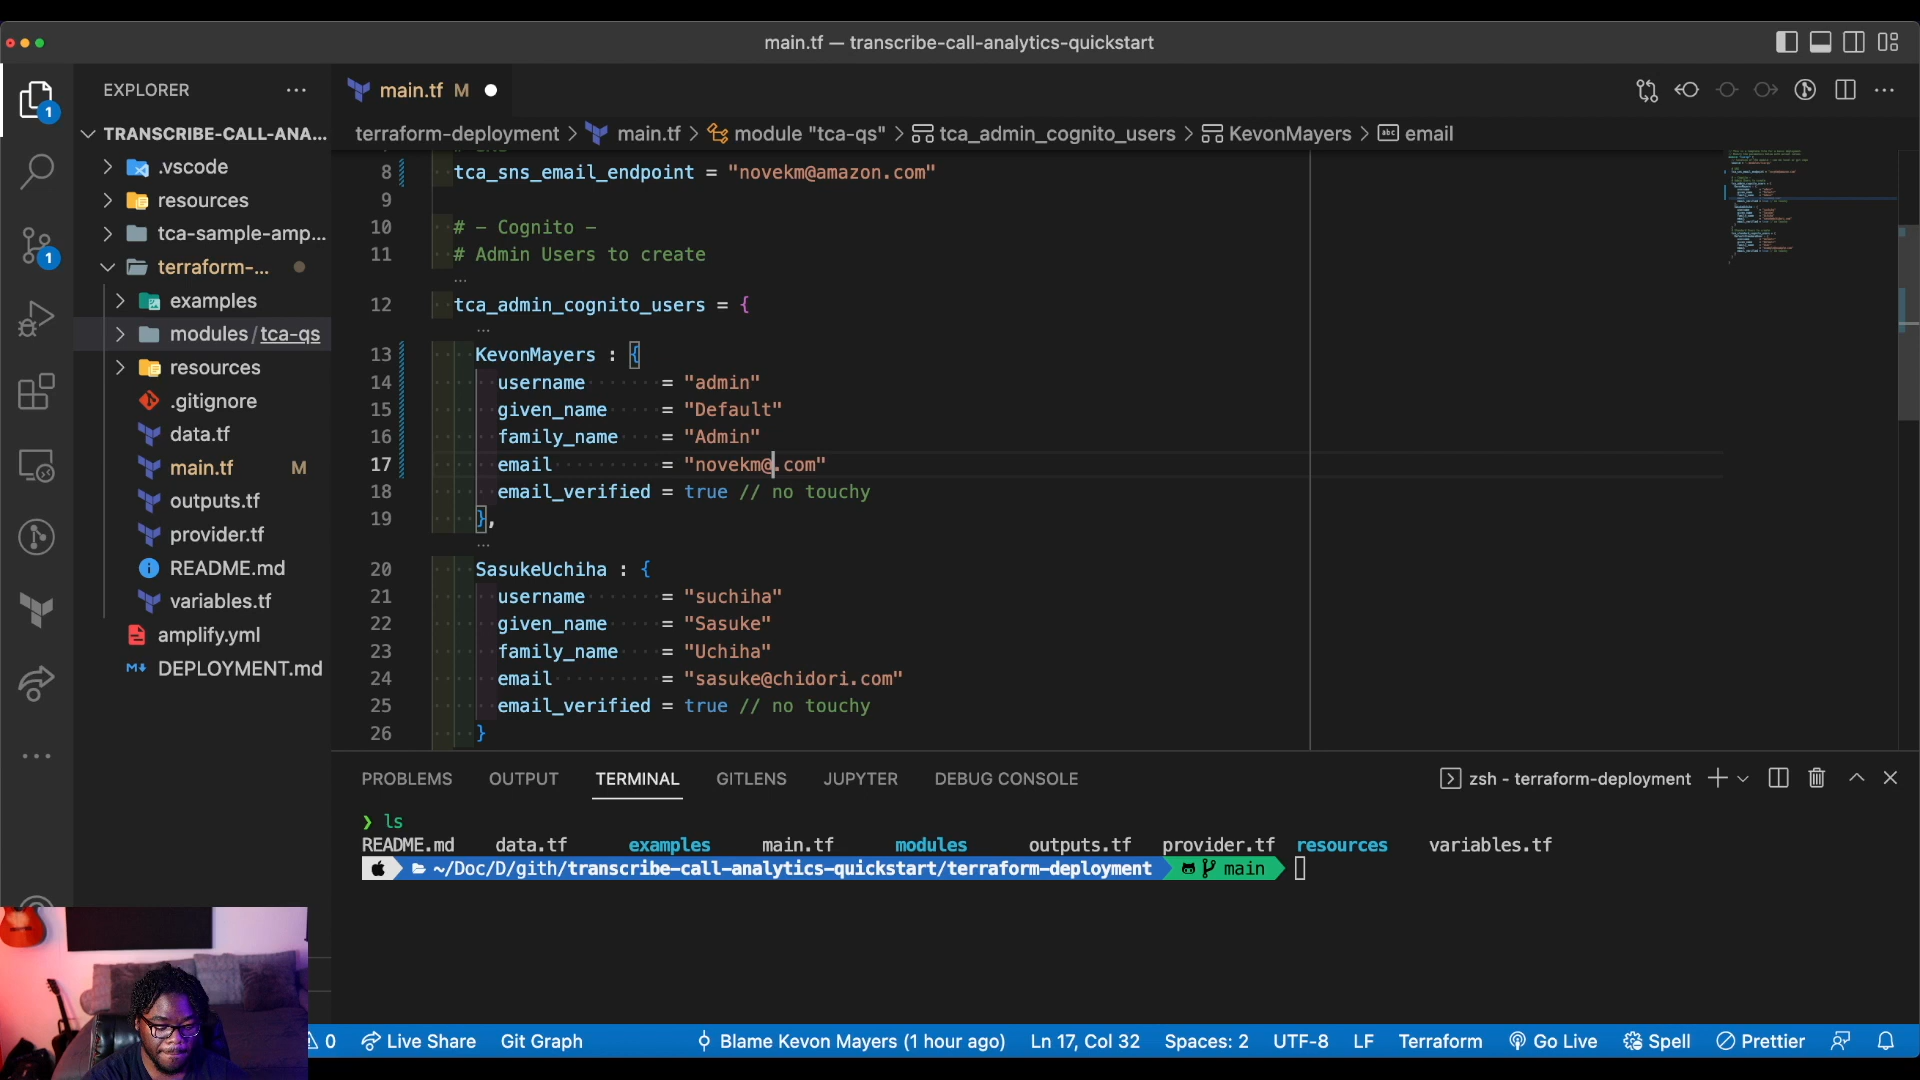 main.tf — transcribe-call-analytics-quickstart
EXPLORER
main.tf M
TRANSCRIBE-CALL-ANA...
terraform-deployment > main.tf > module "tca-qs" > tca_admin_cognito_users > KevonMayers > email
.vscode
resources
tca-sample-amp...
terraform-...
examples
modules/tca-qs
resources
.gitignore
data.tf
main.tf M
outputs.tf
provider.tf
README.md
variables.tf
amplify.yml
DEPLOYMENT.md
1
1
8 tca_sns_email_endpoint = "novekm@amazon.com"
9
10 # - Cognito -
11 # Admin Users to create
12 tca_admin_cognito_users = {
13 KevonMayers : {
14 username = "admin"
15 given_name = "Default"
16 family_name = "Admin"
17 email = "novekm@.com"
18 email_verified = true // no touchy
19 },
20 SasukeUchiha : {
21 username = "suchiha"
22 given_name = "Sasuke"
23 family_name = "Uchiha"
24 email = "sasuke@chidori.com"
25 email_verified = true // no touchy
26 }
PROBLEMS OUTPUT TERMINAL GITLENS JUPYTER DEBUG CONSOLE zsh - terraform-deployment
❯ ls
README.md data.tf examples main.tf modules outputs.tf provider.tf resources variables.tf
~/Doc/D/gith/transcribe-call-analytics-quickstart/terraform-deployment main
0 Live Share Git Graph Blame Kevon Mayers (1 hour ago) Ln 17, Col 32 Spaces: 2 UTF-8 LF Terraform Go Live Spell Prettier